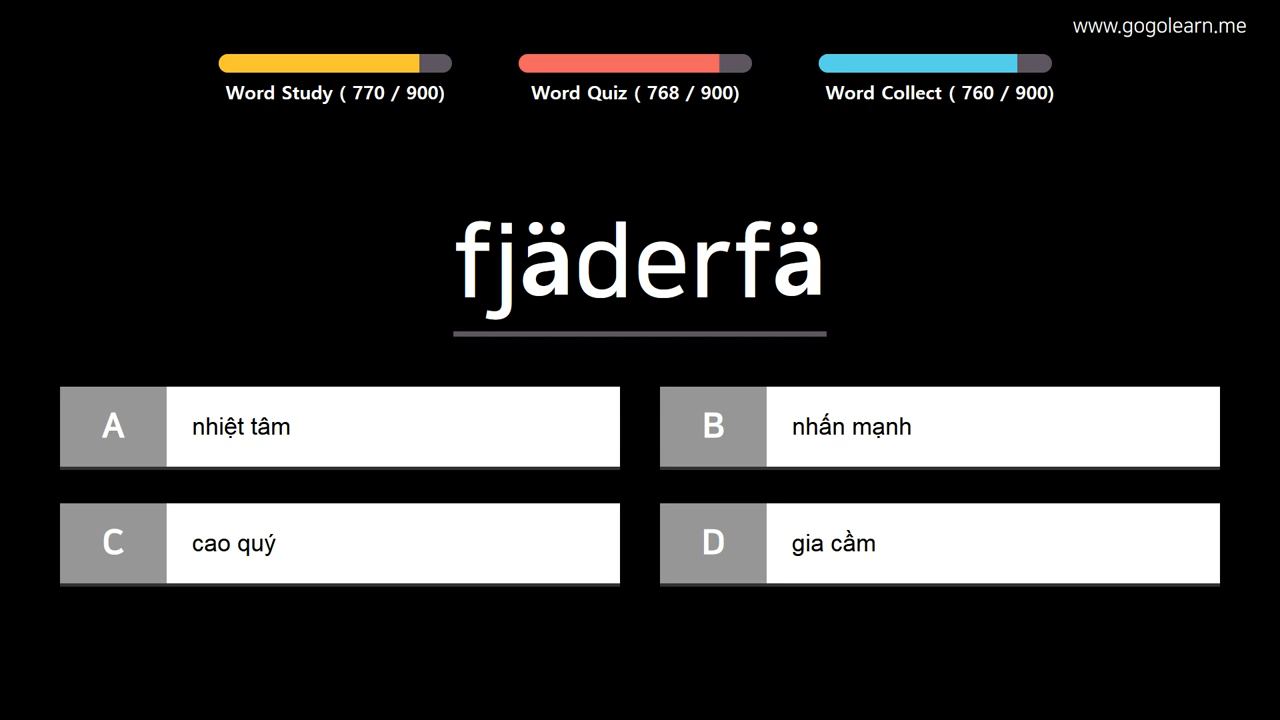 www.gogolearn.me
Word Study ( 770 / 900)
Word Quiz ( 768 / 900)
Word Collect ( 760 / 900)
fjäderfä
A nhiệt tâm
B nhấn mạnh
C cao quý
D gia cầm